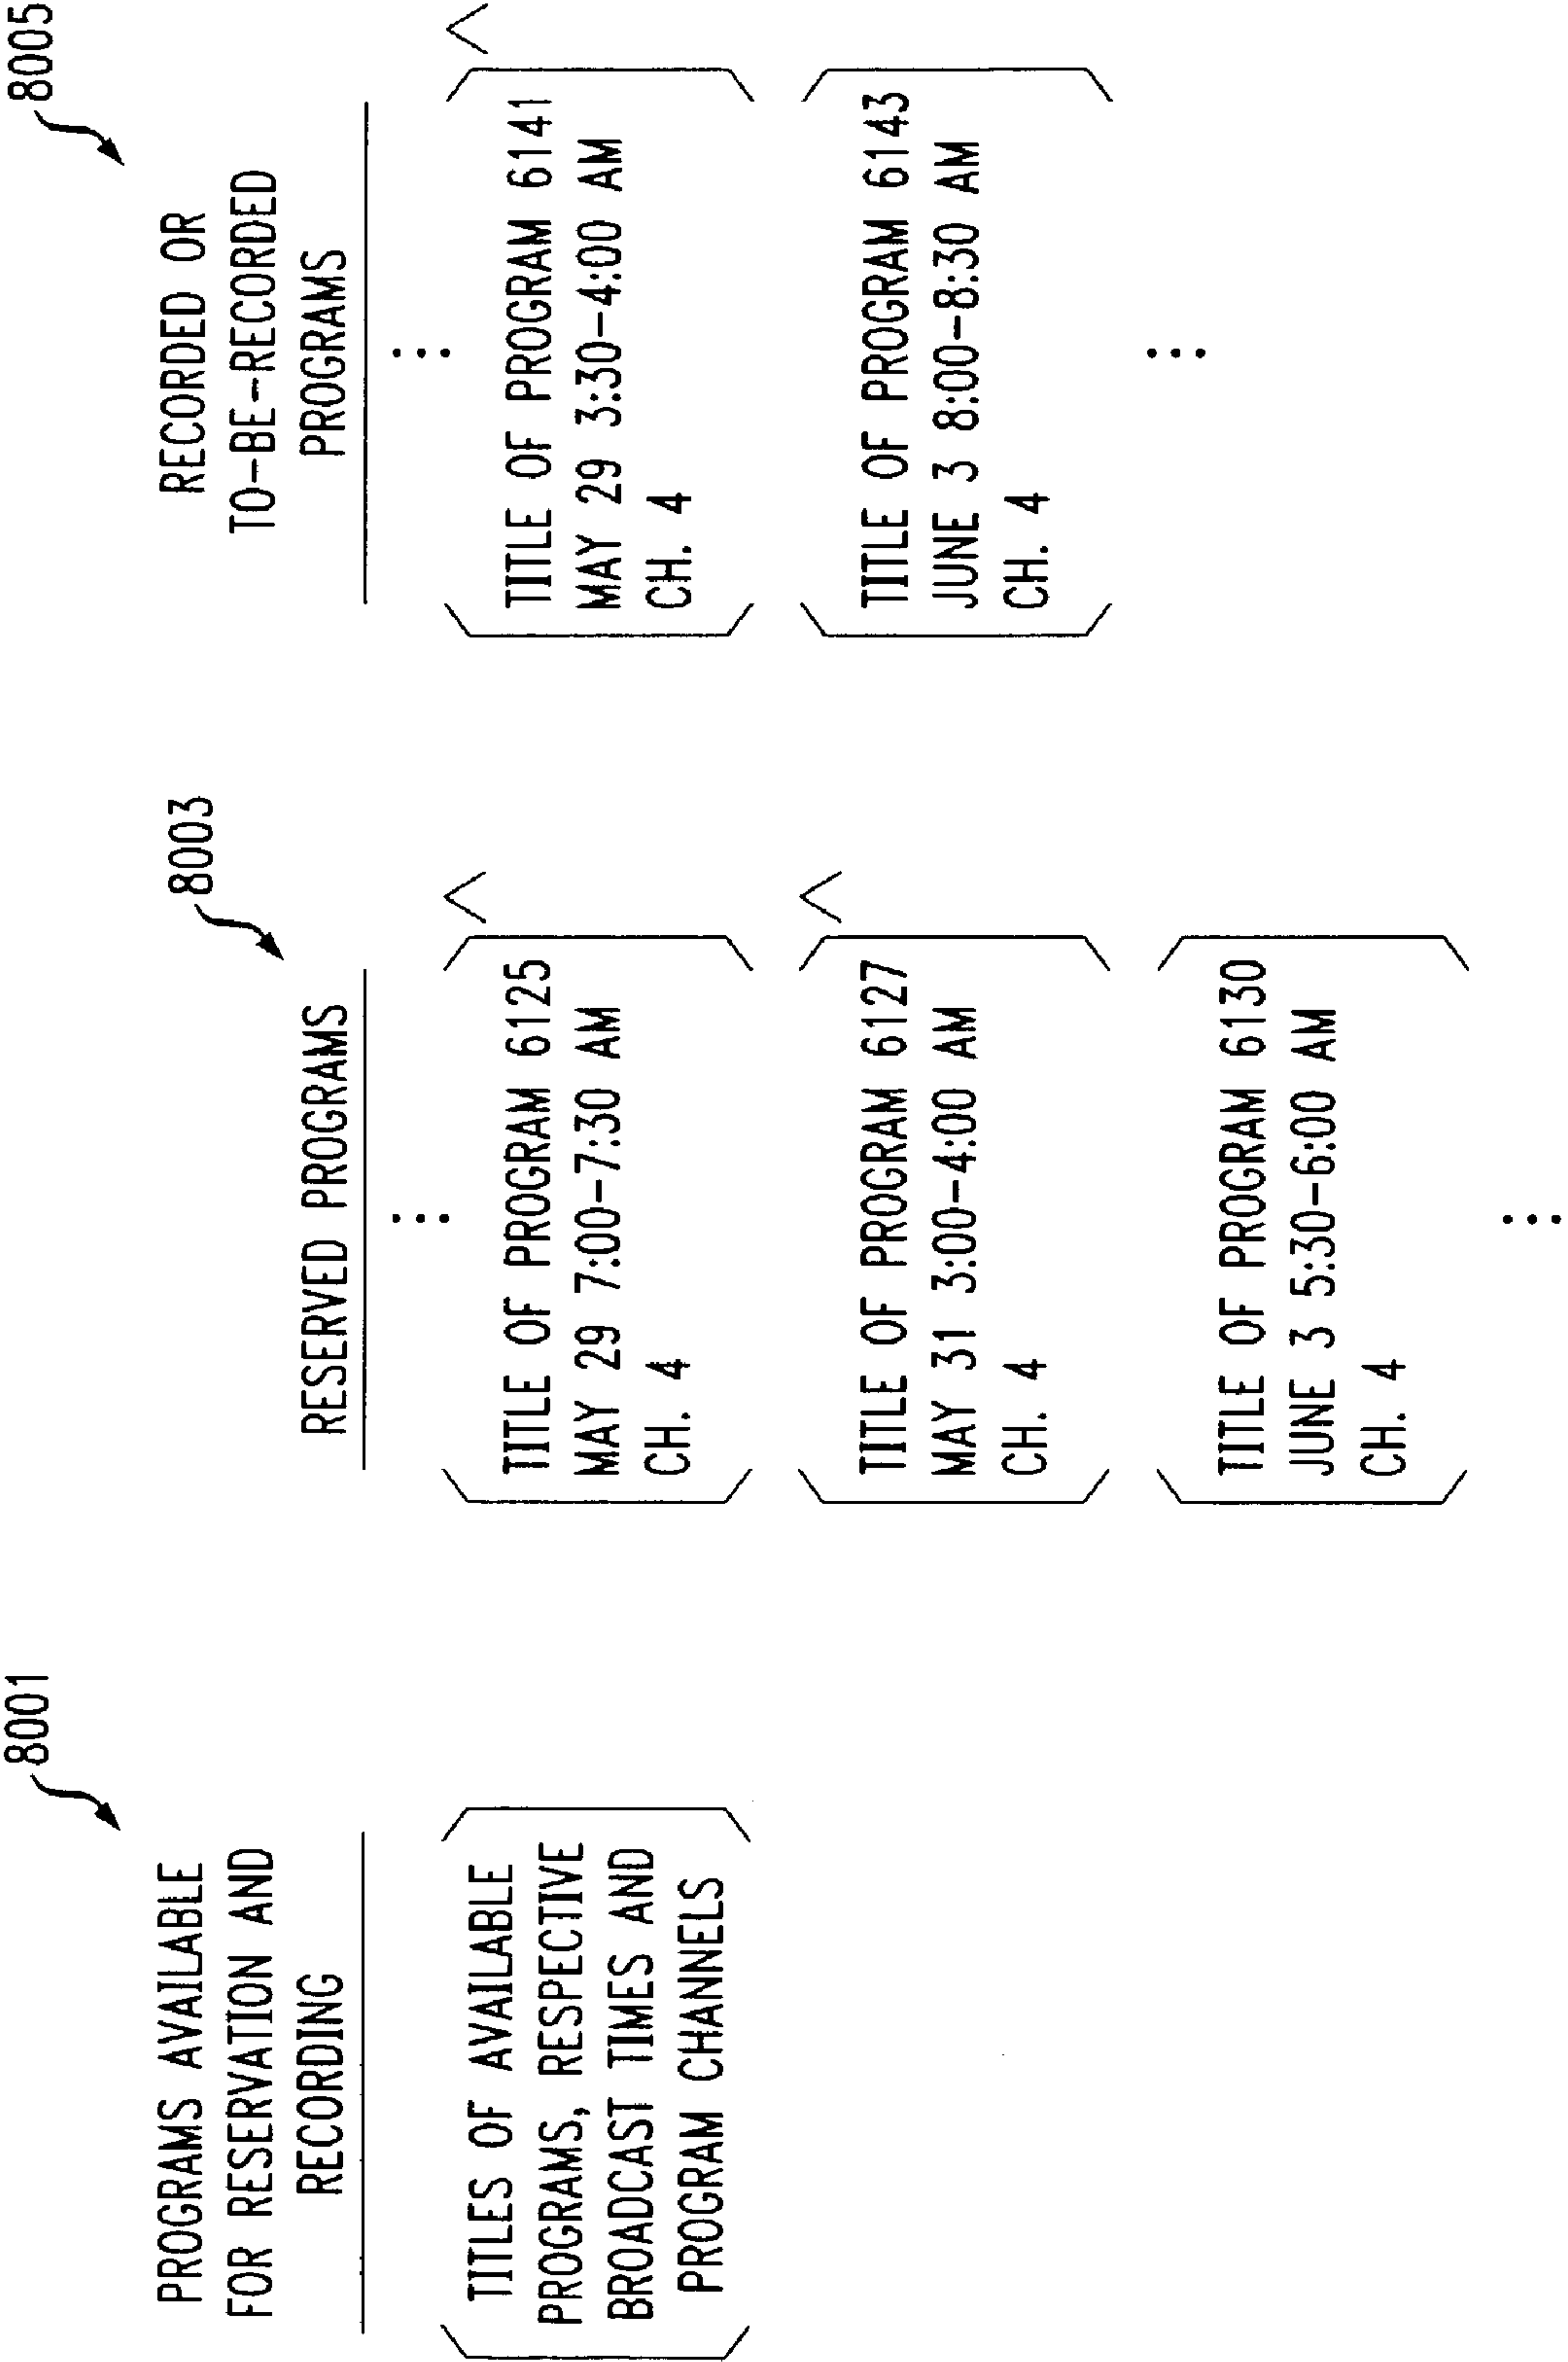 8001
PROGRAMS AVAILABLE
FOR RESERVATION AND
RECORDING
TITLES OF AVAILABLE
PROGRAMS, RESPECTIVE
BROADCAST TIMES AND
PROGRAM CHANNELS
8003
RESERVED PROGRAMS
TITLE OF PROGRAM 6125
MAY 29 7:00-7:30 AM
CH. 4
TITLE OF PROGRAM 6127
MAY 31 3:00-4:00 AM
CH. 4
TITLE OF PROGRAM 6130
JUNE 3 5:30-6:00 AM
CH. 4
8005
RECORDED OR
TO-BE-RECORDED
PROGRAMS
TITLE OF PROGRAM 6141
MAY 29 3:30-4:00 AM
CH. 4
TITLE OF PROGRAM 6143
JUNE 3 8:00-8:30 AM
CH. 4